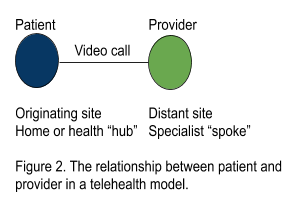 Patient Provider
Video call
Originating site Distant site
Home or health “hub” Specialist “spoke”
Figure 2. The relationship between patient and
provider in a telehealth model.